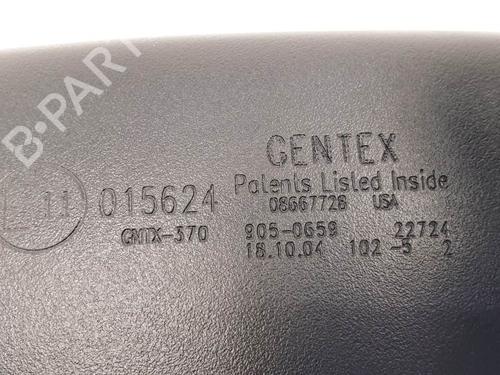 GENTEX
Patents Listed Inside
08667728 USA
11 015624
GNTX-370
905-0659 22724
18.10.04 102-5 2
B-PARTS